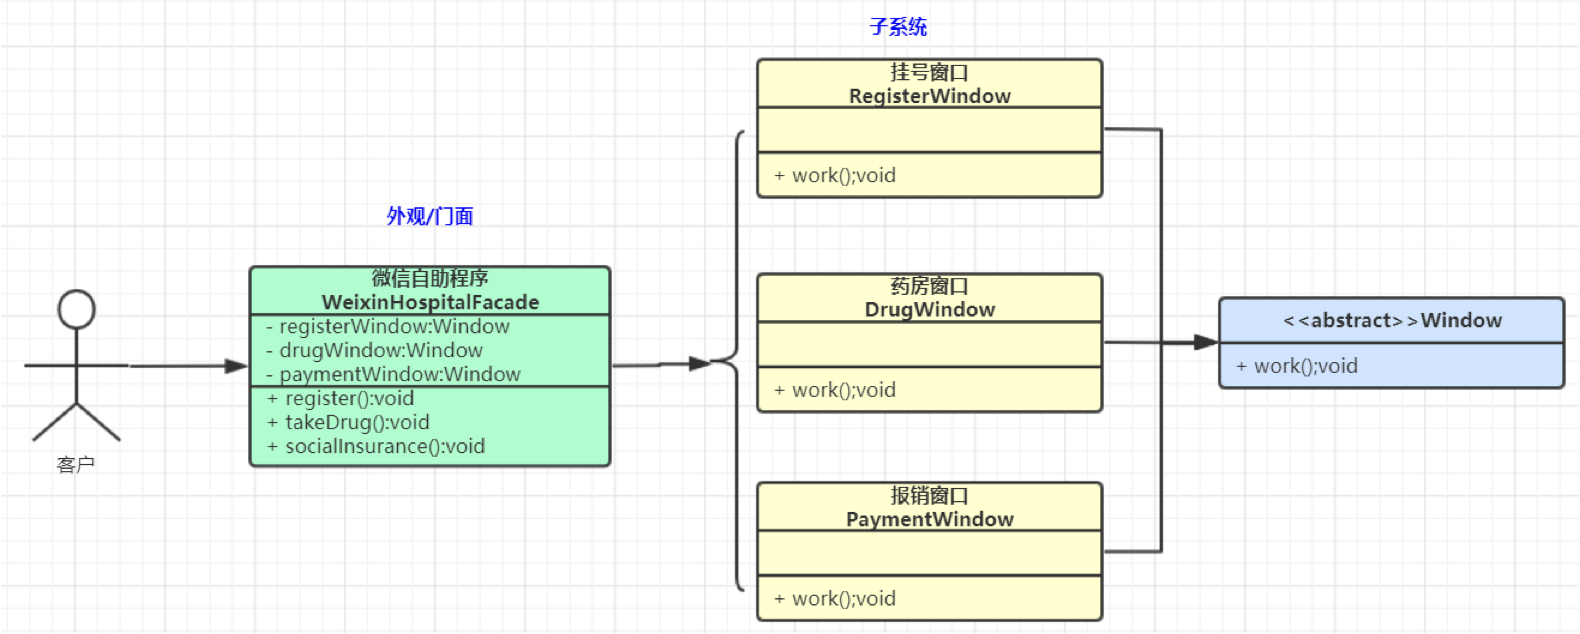 子系统
挂号窗口
RegisterWindow
+ work();void
外观/门面
微信自助程序
WeixinHospitalFacade
- registerWindow:Window
- drugWindow:Window
- paymentWindow:Window
+ register():void
+ takeDrug():void
+ socialInsurance():void
客户
药房窗口
DrugWindow
+ work();void
<<abstract>>Window
+ work();void
报销窗口
PaymentWindow
+ work();void